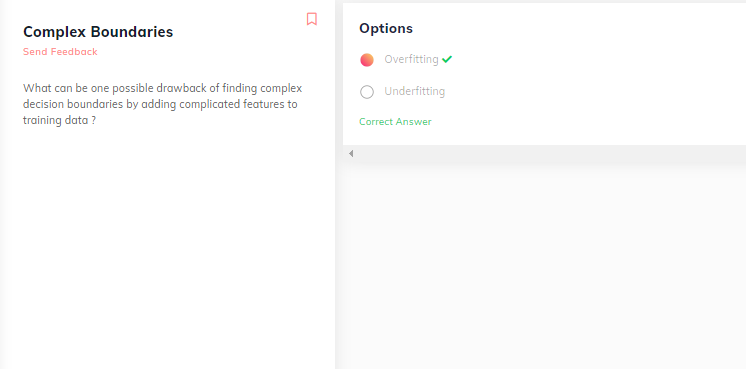 Complex Boundaries
Send Feedback
What can be one possible drawback of finding complex
decision boundaries by adding complicated features to
training data ?
Options
Overfitting
Underfitting
Correct Answer